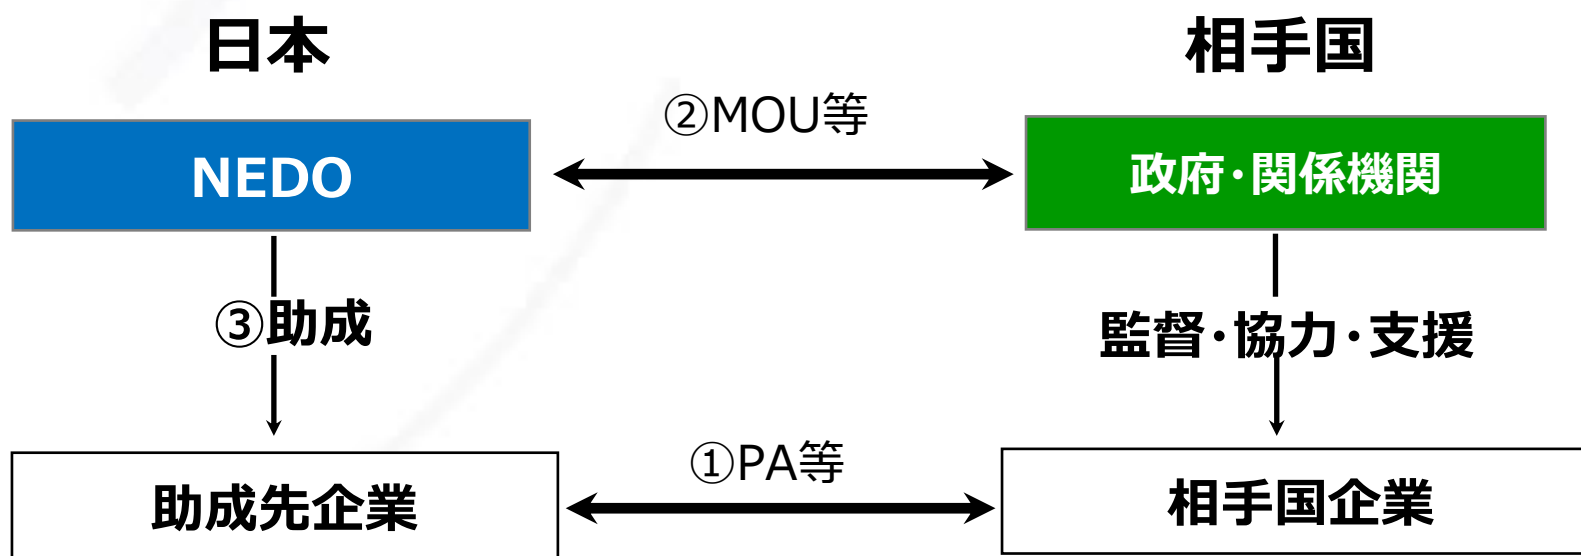 日本
相手国
②MOU等
NEDO
政府・関係機関
③助成
監督・協力・支援
①PA等
助成先企業
相手国企業